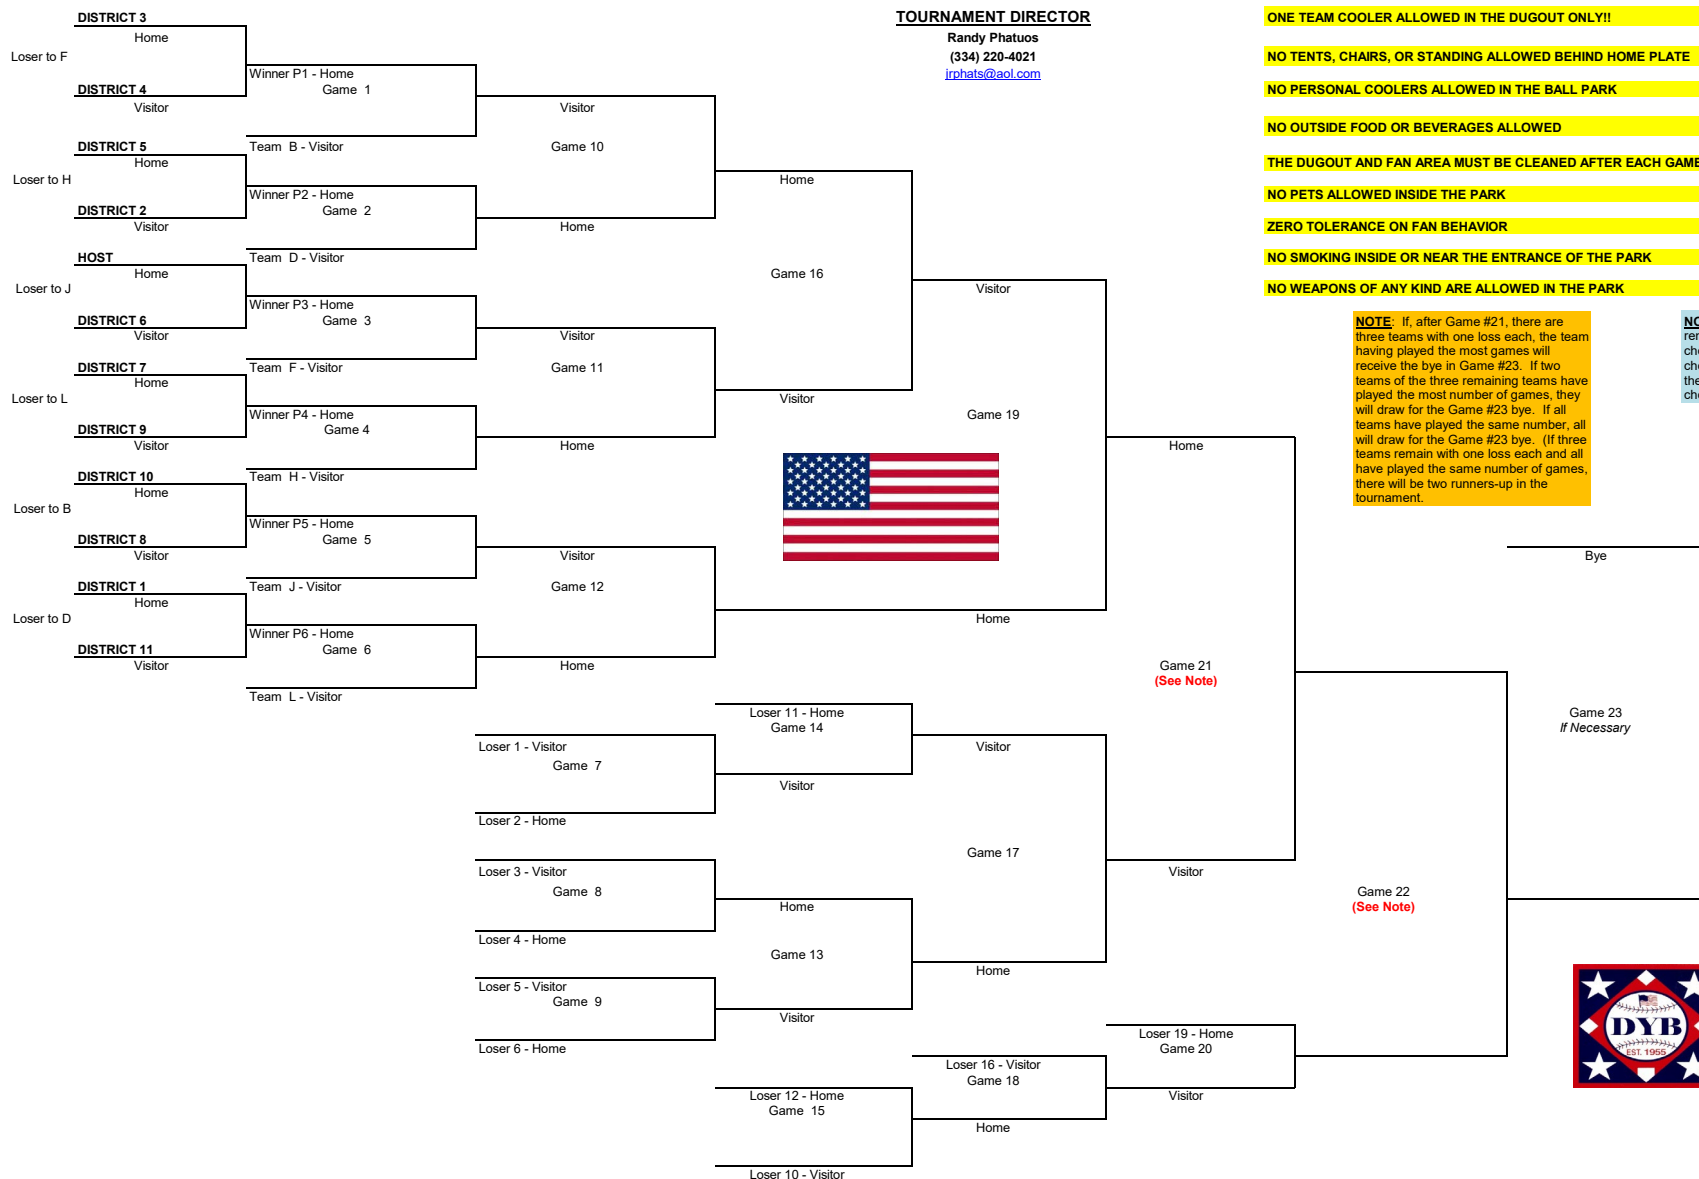 DISTRICT 3
Home
Loser to F
DISTRICT 4
Visitor
DISTRICT 5
Home
Loser to H
DISTRICT 2
Visitor
HOST
Home
Loser to J
DISTRICT 6
Visitor
DISTRICT 7
Home
Loser to L
DISTRICT 9
Visitor
DISTRICT 10
Home
Loser to B
DISTRICT 8
Visitor
DISTRICT 1
Home
Loser to D
DISTRICT 11
Visitor
Winner P1 - Home
Game 1
Team B - Visitor
Winner P2 - Home
Game 2
Team D - Visitor
Winner P3 - Home
Game 3
Team F - Visitor
Winner P4 - Home
Game 4
Team H - Visitor
Winner P5 - Home
Game 5
Team J - Visitor
Winner P6 - Home
Game 6
Team L - Visitor
Visitor
Game 10
Home
Visitor
Game 11
Home
Visitor
Game 12
Home
Loser 1 - Visitor
Game 7
Loser 2 - Home
Loser 3 - Visitor
Game 8
Loser 4 - Home
Loser 5 - Visitor
Game 9
Loser 6 - Home
Home
Game 16
Visitor
Loser 11 - Home
Game 14
Visitor
Home
Game 13
Visitor
Loser 12 - Home
Game 15
Loser 10 - Visitor
TOURNAMENT DIRECTOR
Randy Phatuos
(334) 220-4021
jrphats@aol.com
Visitor
Game 19
Home
Visitor
Game 17
Home
Loser 16 - Visitor
Game 18
Home
Home
Game 21
(See Note)
Visitor
Loser 19 - Home
Game 20
Visitor
Game 22
(See Note)
ONE TEAM COOLER ALLOWED IN THE DUGOUT ONLY!!
NO TENTS, CHAIRS, OR STANDING ALLOWED BEHIND HOME PLATE
NO PERSONAL COOLERS ALLOWED IN THE BALL PARK
NO OUTSIDE FOOD OR BEVERAGES ALLOWED
THE DUGOUT AND FAN AREA MUST BE CLEANED AFTER EACH GAME
NO PETS ALLOWED INSIDE THE PARK
ZERO TOLERANCE ON FAN BEHAVIOR
NO SMOKING INSIDE OR NEAR THE ENTRANCE OF THE PARK
NO WEAPONS OF ANY KIND ARE ALLOWED IN THE PARK
NOTE: If, after Game #21, there are
three teams with one loss each, the team
having played the most games will
receive the bye in Game #23. If two
teams of the three remaining teams have
played the most number of games, they
will draw for the Game #23 bye. If all
teams have played the same number, all
will draw for the Game #23 bye. (If three
teams remain with one loss each and all
have played the same number of games,
there will be two runners-up in the
tournament.
Bye
Game 23
If Necessary
DYB
EST. 1955